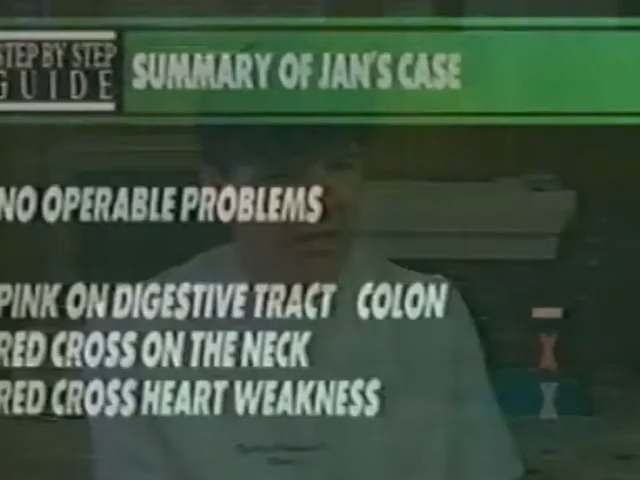 STEP BY STEP
GUIDE
SUMMARY OF JAN'S CASE
NO OPERABLE PROBLEMS
PINK ON DIGESTIVE TRACT COLON
RED CROSS ON THE NECK
RED CROSS HEART WEAKNESS